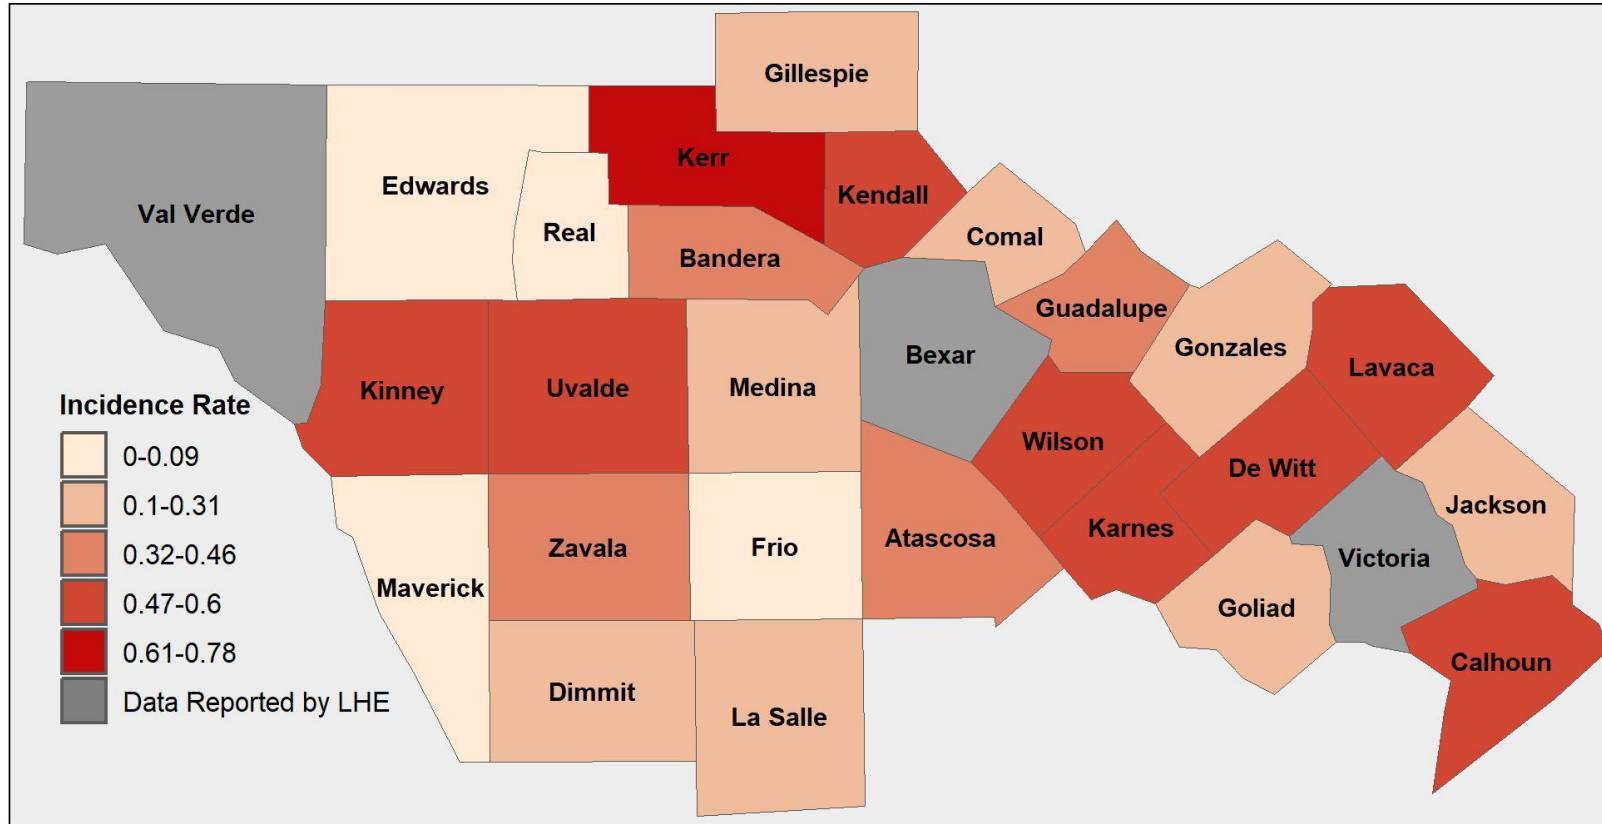 Gillespie
Kerr
Edwards
Kendall
Val Verde
Real
Comal
Bandera
Guadalupe
Gonzales
Bexar
Lavaca
Kinney
Uvalde
Medina
Wilson
De Witt
Jackson
Karnes
Atascosa
Zavala
Frio
Victoria
Maverick
Goliad
Calhoun
Dimmit
La Salle
Incidence Rate
0-0.09
0.1-0.31
0.32-0.46
0.47-0.6
0.61-0.78
Data Reported by LHE